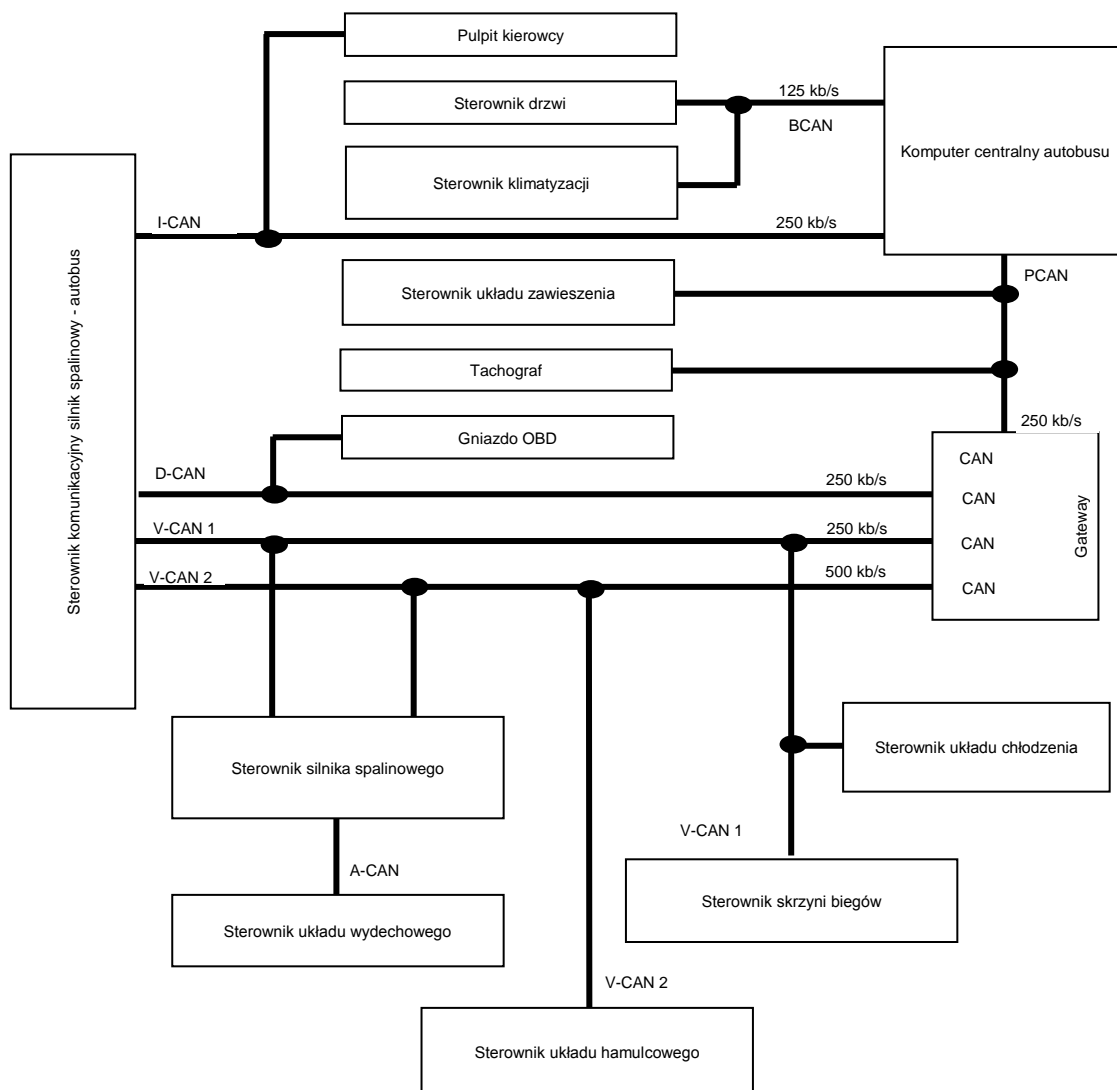 Pulpit kierowcy
Sterownik drzwi
125 kb/s
BCAN
Komputer centralny autobusu
Sterownik klimatyzacji
I-CAN
250 kb/s
Sterownik komunikacyjny silnik spalinowy - autobus
Sterownik układu zawieszenia
PCAN
Tachograf
250 kb/s
Gniazdo OBD
CAN
D-CAN
250 kb/s
CAN
V-CAN 1
250 kb/s
CAN
Gateway
V-CAN 2
500 kb/s
CAN
Sterownik silnika spalinowego
Sterownik układu chłodzenia
V-CAN 1
A-CAN
Sterownik skrzyni biegów
Sterownik układu wydechowego
V-CAN 2
Sterownik układu hamulcowego